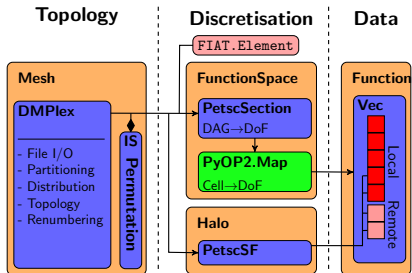 Topology
Discretisation
Data
FIAT.Element
Mesh
DMPlex
- File I/O
- Partitioning
- Distribution
- Topology
- Renumbering
IS
Permutation
FunctionSpace
PetscSection
DAG→DoF
PyOP2.Map
Cell→DoF
Halo
PetscSF
Function
Vec
Local
Remote